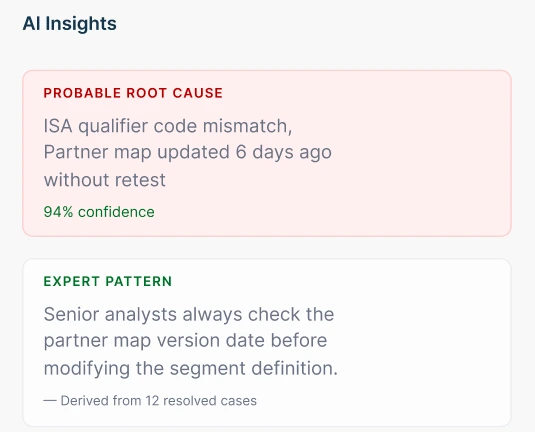 AI Insights
PROBABLE ROOT CAUSE
ISA qualifier code mismatch,
Partner map updated 6 days ago
without retest
94% confidence
EXPERT PATTERN
Senior analysts always check the
partner map version date before
modifying the segment definition.
— Derived from 12 resolved cases